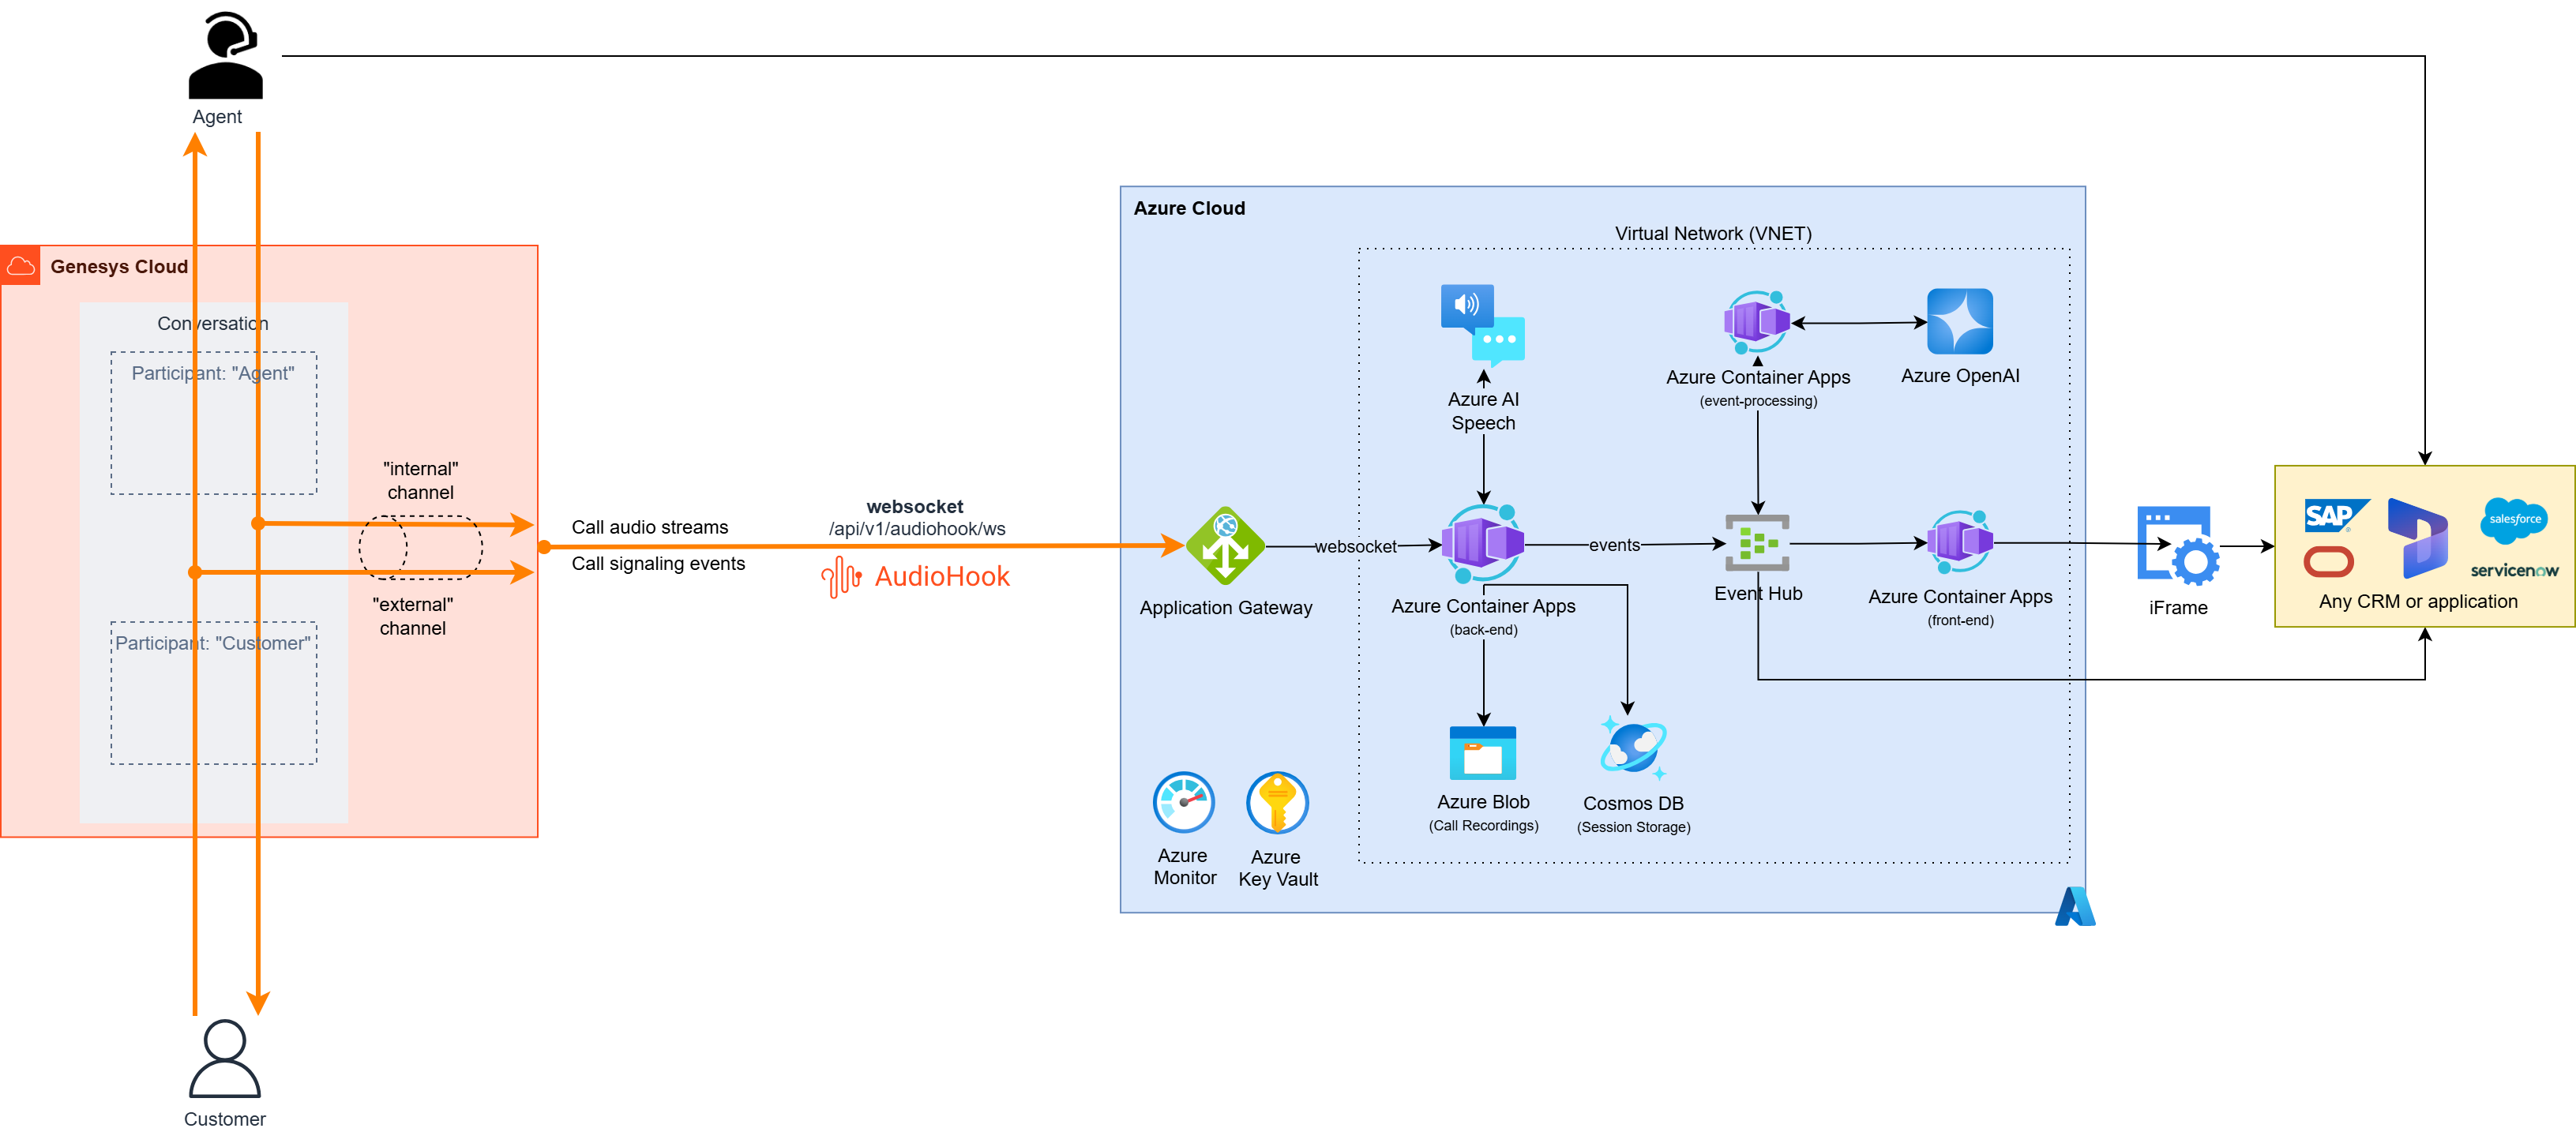 Agent
Genesys Cloud
Conversation
Participant: "Agent"
"internal"
channel
"external"
channel
Participant: "Customer"
Customer
Call audio streams
Call signaling events
websocket
/api/v1/audiohook/ws
AudioHook
Azure Cloud
Virtual Network (VNET)
Application Gateway
websocket
Azure AI
Speech
Azure Container Apps
(back-end)
events
Azure Container Apps
(event-processing)
Azure OpenAI
Event Hub
Azure Container Apps
(front-end)
Azure Blob
(Call Recordings)
Cosmos DB
(Session Storage)
Azure
Monitor
Azure
Key Vault
iFrame
SAP
salesforce
servicenow
Any CRM or application